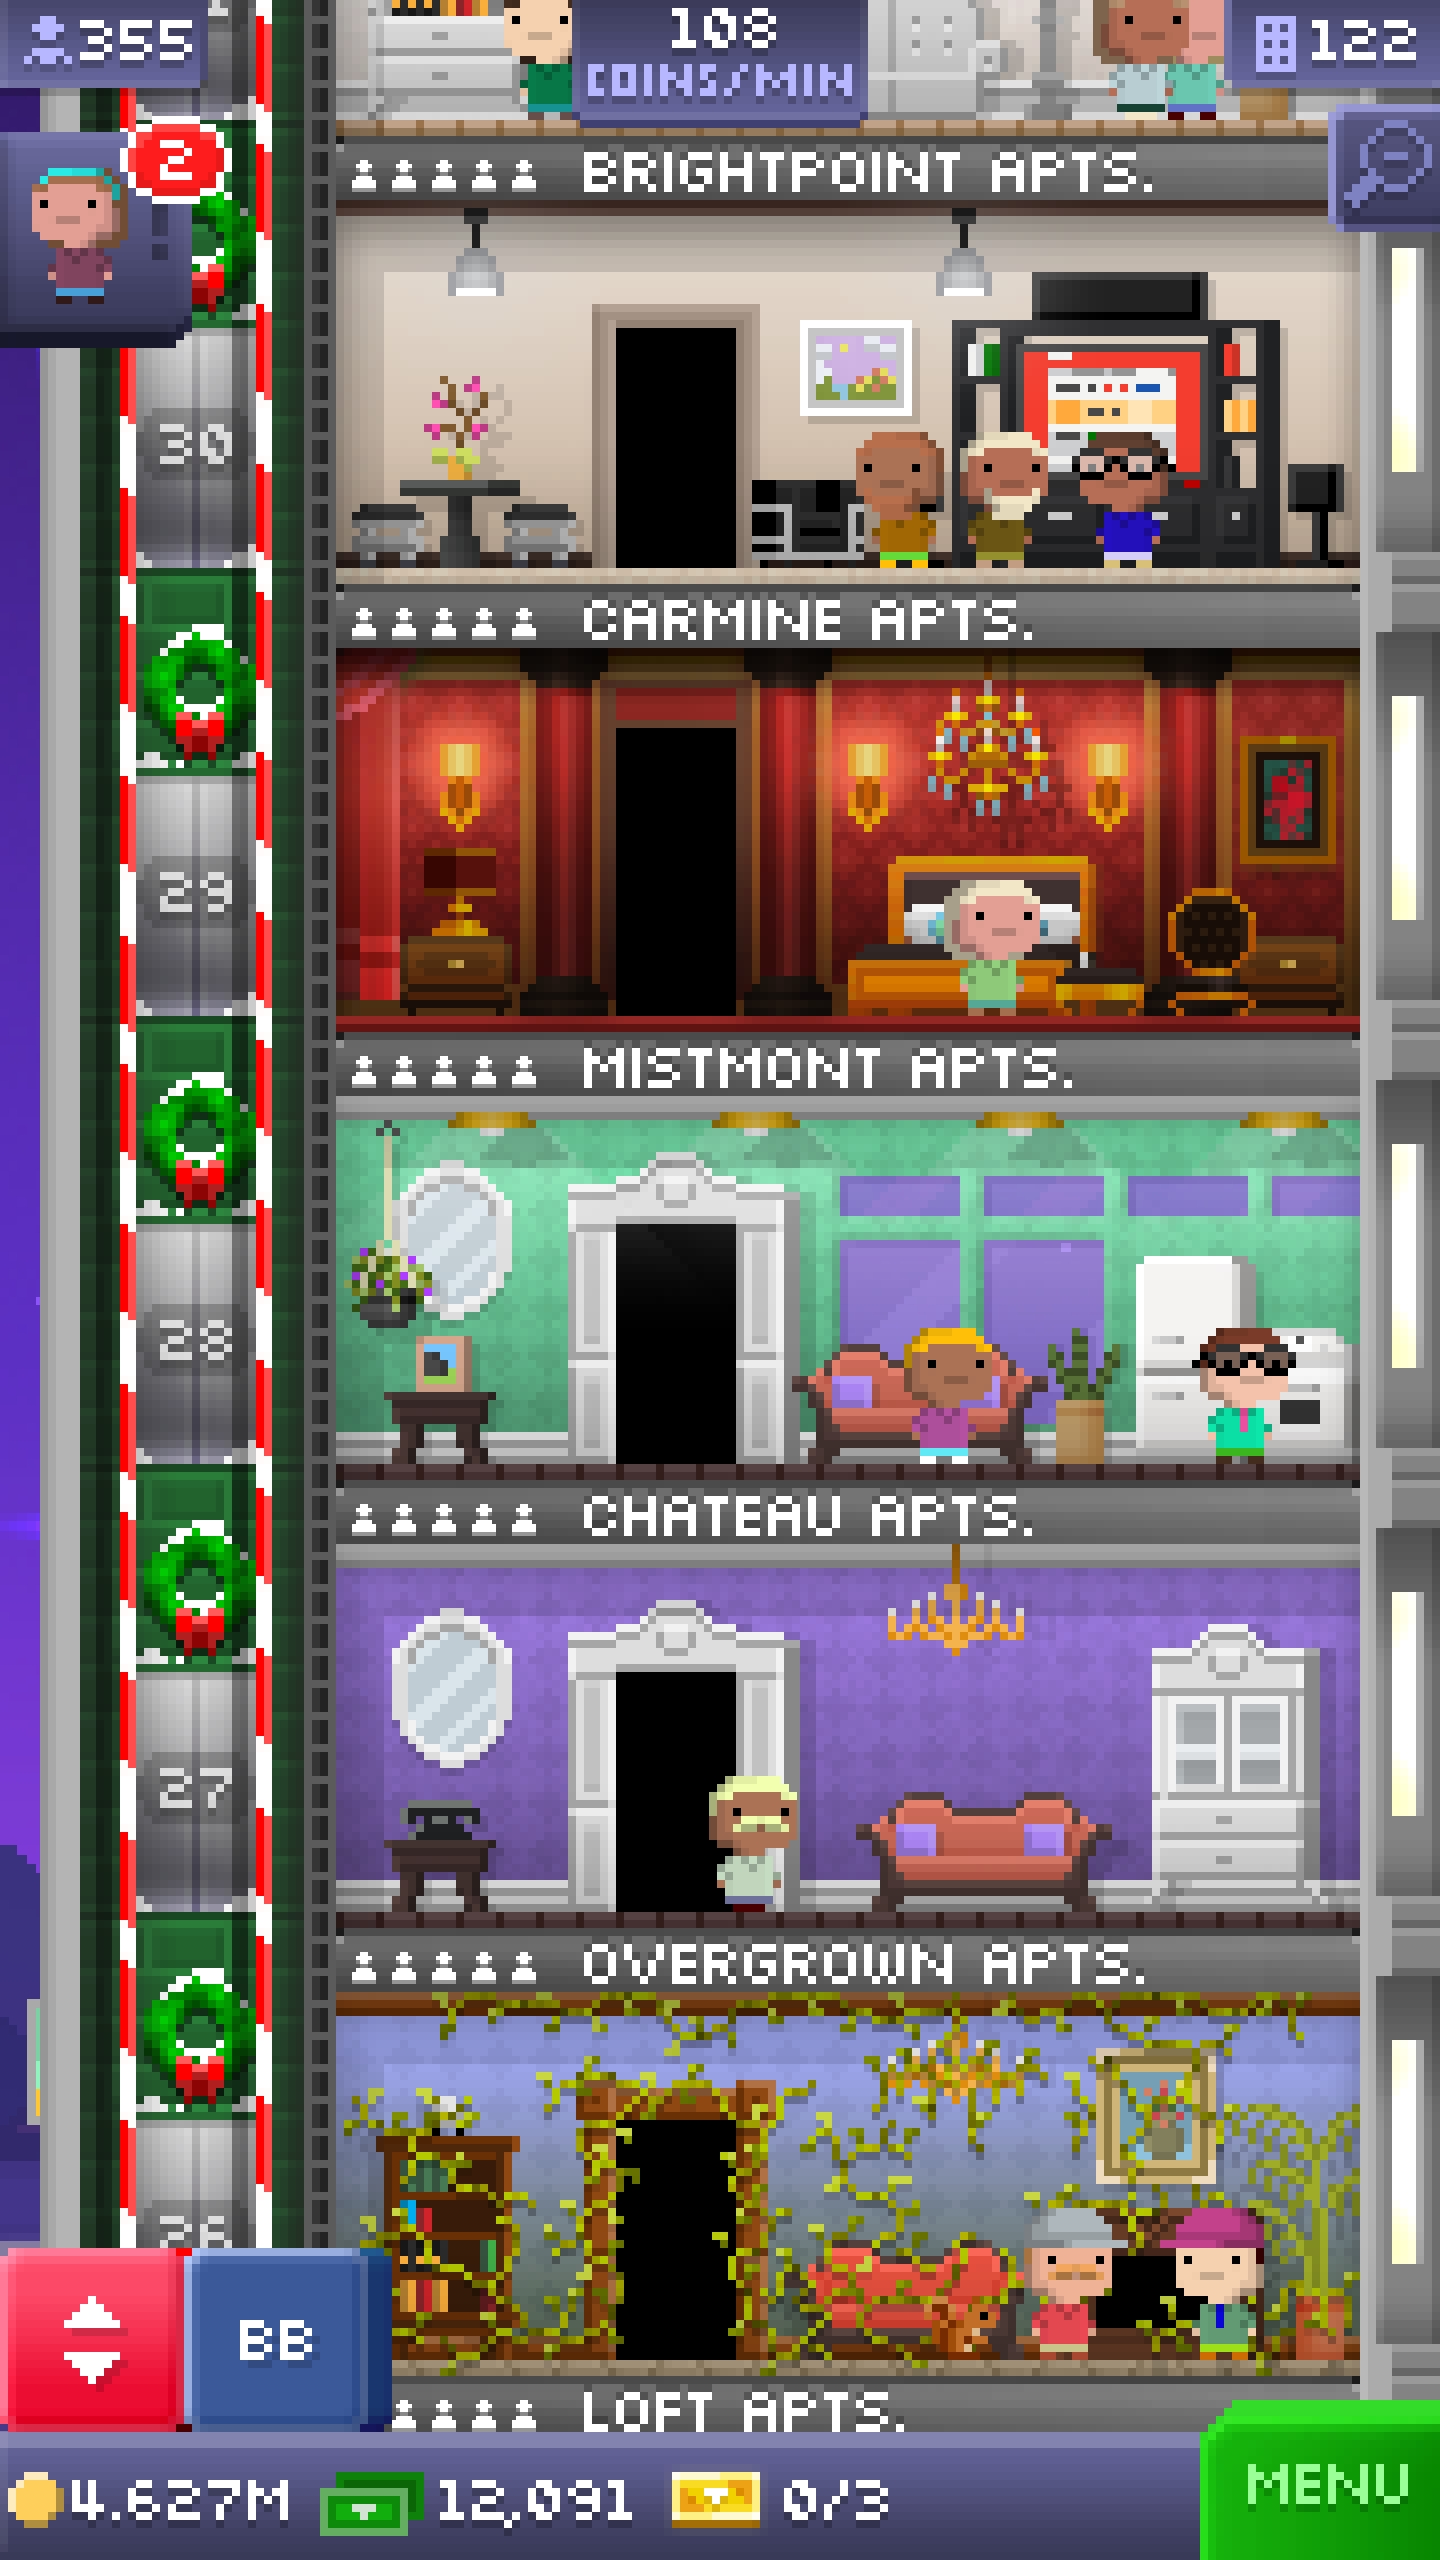 355
108
COINS/MIN
122
2
BRIGHTPOINT APTS.
30
CARMINE APTS.
29
MISTMONT APTS.
28
CHATEAU APTS.
27
OVERGROWN APTS.
26
BB
LOFT APTS.
4.627M
12,091
0/3
MENU